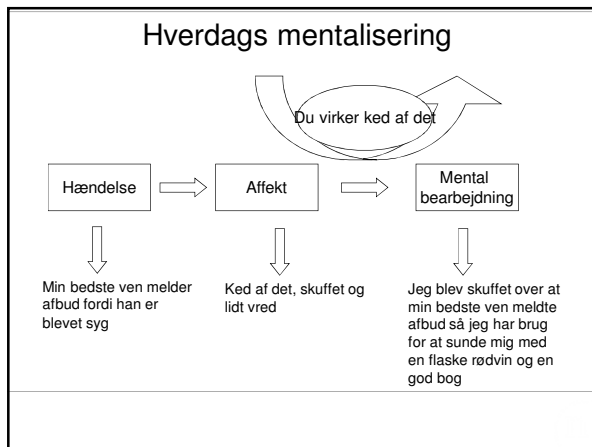 Hverdags mentalisering
Du virker ked af det
Hændelse
Affekt
Mental
bearbejdning
Min bedste ven melder
afbud fordi han er
blevet syg
Ked af det, skuffet og
lidt vred
Jeg blev skuffet over at
min bedste ven meldte
afbud så jeg har brug
for at sunde mig med
en flaske rødvin og en
god bog